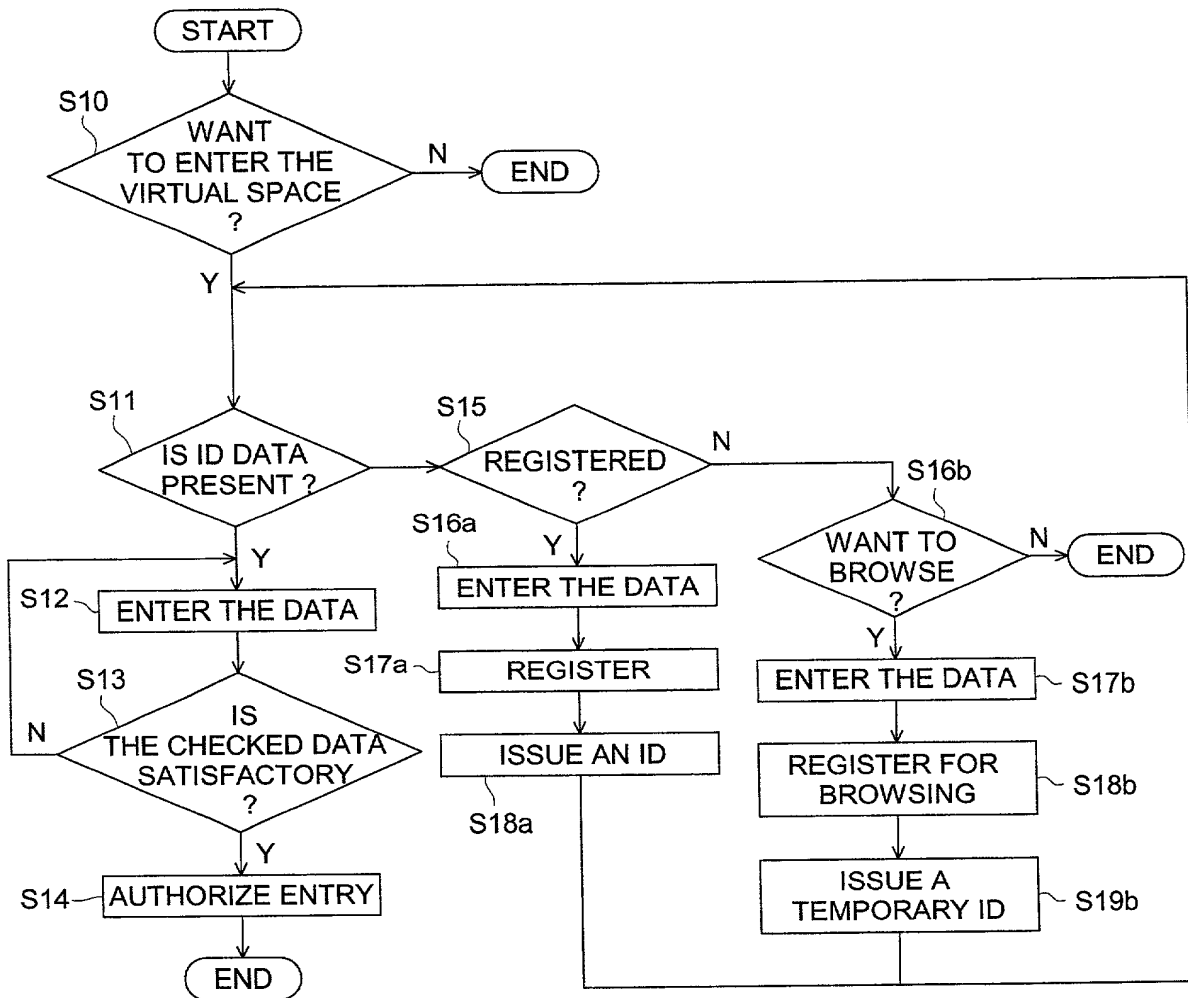 START
S10
WANT
TO ENTER THE
VIRTUAL SPACE
?
N
END
Y
S11
IS ID DATA
PRESENT ?
S15
REGISTERED
?
N
S16b
WANT TO
BROWSE
?
N
END
Y
S12
ENTER THE DATA
S16a
Y
ENTER THE DATA
S17a
REGISTER
Y
ENTER THE DATA
S17b
S13
IS
THE CHECKED DATA
SATISFACTORY
?
N
ISSUE AN ID
S18a
REGISTER FOR
BROWSING
S18b
Y
S14
AUTHORIZE ENTRY
ISSUE A
TEMPORARY ID
S19b
END